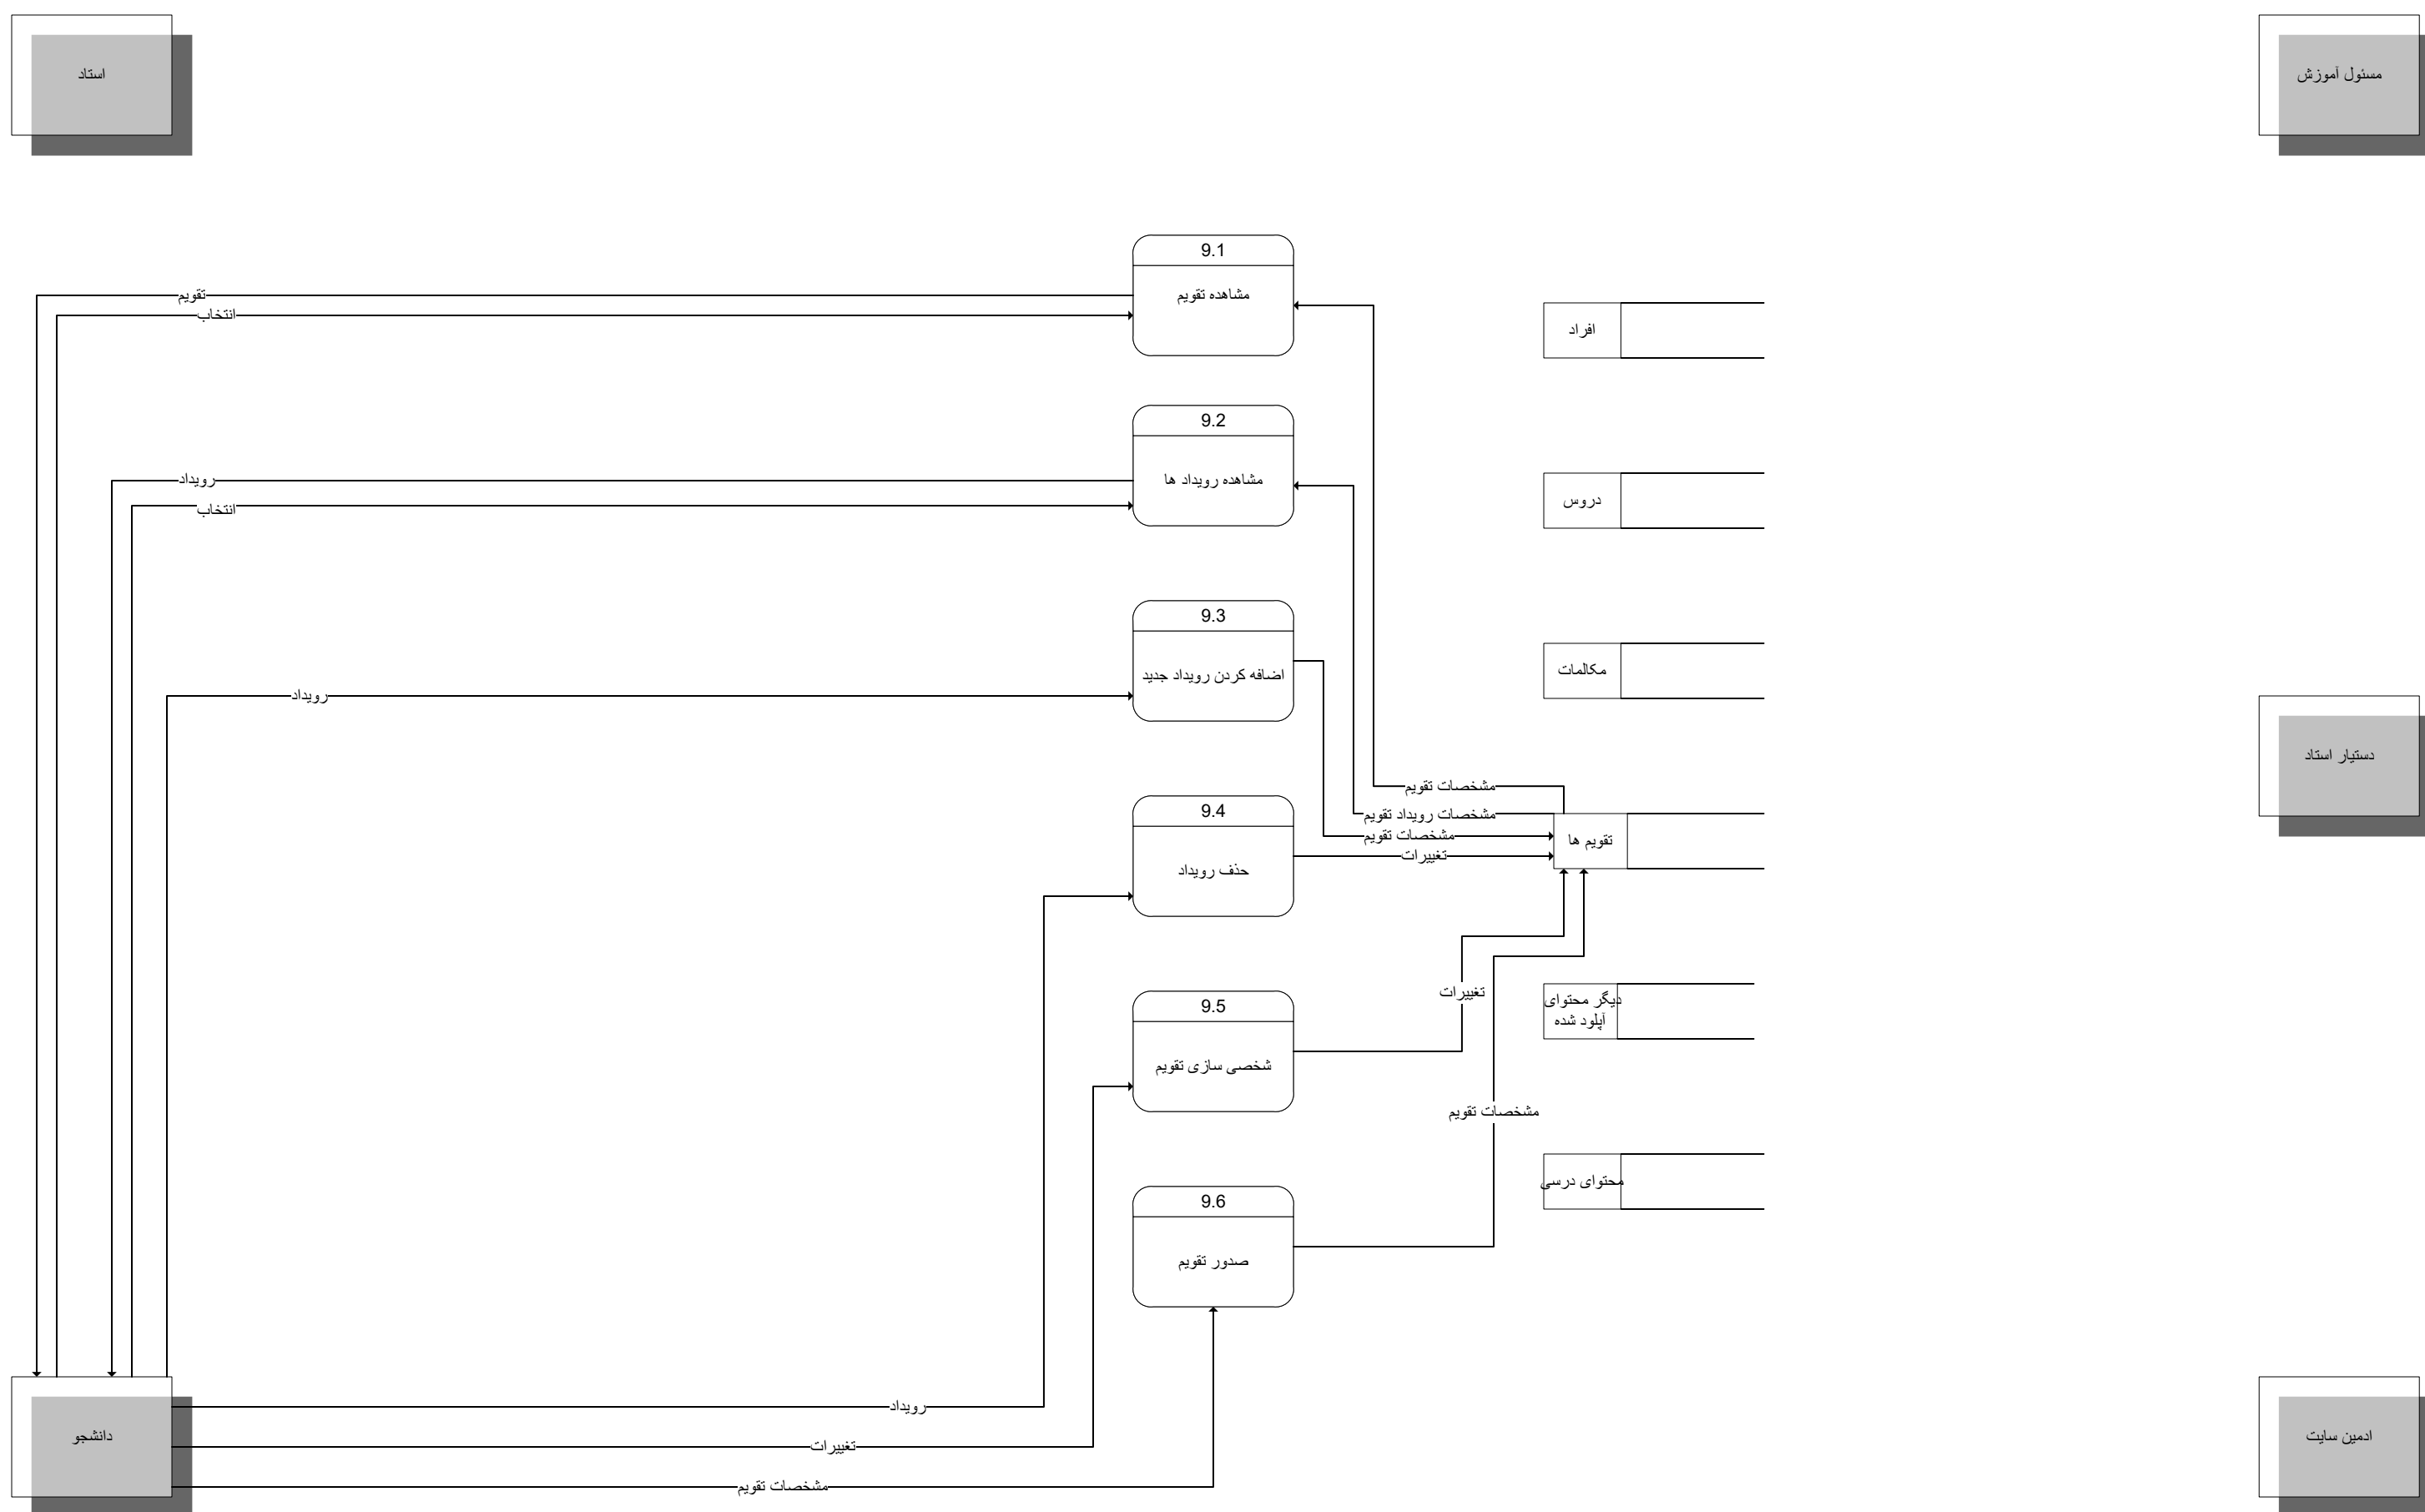 استاد
مسئول آموزش
9.1
مشاهده تقویم
تقویم
انتخاب
افراد
9.2
مشاهده رویداد ها
رویداد
انتخاب
دروس
9.3
اضافه کردن رویداد جدید
رویداد
مکالمات
دستیار استاد
9.4
حذف رویداد
مشخصات تقویم
مشخصات رویداد تقویم
مشخصات تقویم
تغییرات
تقویم ها
9.5
شخصی سازی تقویم
تغییرات
دیگر محتوای
آپلود شده
مشخصات تقویم
محتوای درسی
9.6
صدور تقویم
رویداد
تغییرات
مشخصات تقویم
دانشجو
ادمین سایت